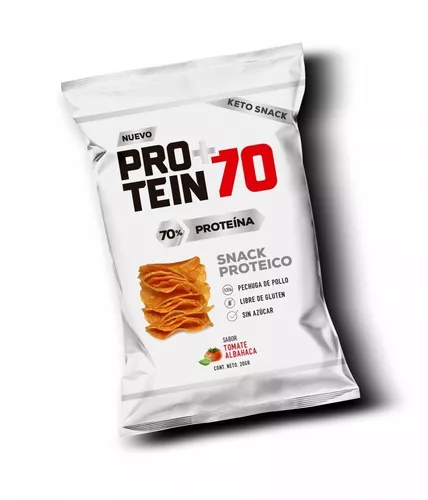 KETO SNACK
NUEVO
PRO+
TEIN 70
70% PROTEÍNA
SNACK
PROTEICO
100% PECHUGA DE POLLO
LIBRE DE GLUTEN
SIN AZÚCAR
SABOR
TOMATE
ALBAHACA
CONT. NETO. 20GR